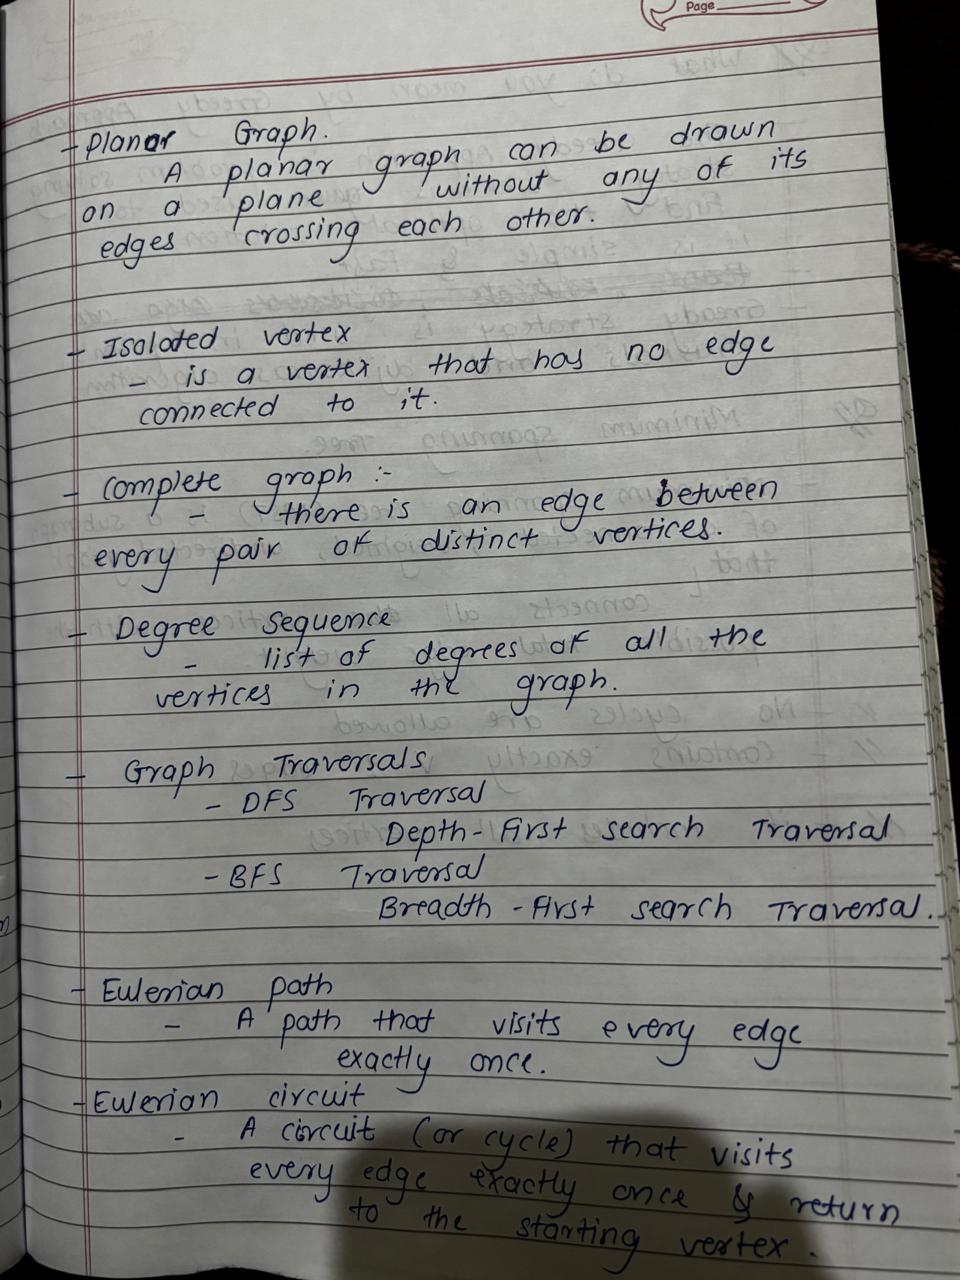 Page
- Planar Graph.
A planar graph can be drawn
on a plane without any of its
edges crossing each other.
- Isolated vertex
- is a vertex that has no edge
connected to it.
- Complete graph :-
- there is an edge between
every pair of distinct vertices.
- Degree Sequence
- list of degrees of all the
vertices in the graph.
- Graph Traversals
- DFS Traversal
Depth-First search Traversal
- BFS Traversal
Breadth-First search Traversal.
- Eulerian path
- A path that visits every edge
exactly once.
- Eulerian circuit
- A circuit (or cycle) that visits
every edge exactly once & return
to the starting vertex.